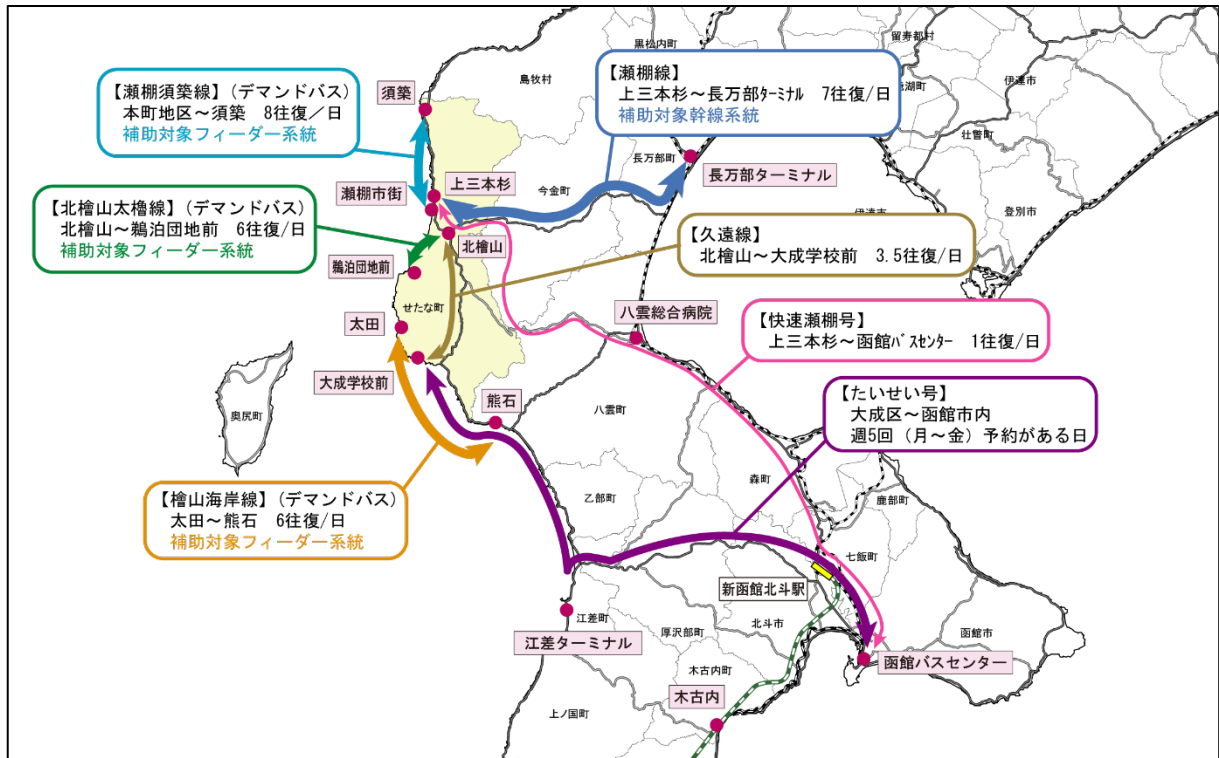 【瀬棚須築線】(デマンドバス)
本町地区～須築 8往復／日
補助対象フィーダー系統
【瀬棚線】
上三本杉～長万部ﾀｰﾐﾅﾙ 7往復/日
補助対象幹線系統
【北檜山太櫓線】(デマンドバス)
北檜山～鵜泊団地前 6往復/日
補助対象フィーダー系統
【久遠線】
北檜山～大成学校前 3.5往復/日
【快速瀬棚号】
上三本杉～函館ﾊﾞｽｾﾝﾀｰ 1往復/日
【たいせい号】
大成区～函館市内
週5回（月～金）予約がある日
【檜山海岸線】(デマンドバス)
太田～熊石 6往復/日
補助対象フィーダー系統
黒松内町
留寿都村
島牧村
伊達市
壮瞥町
須築
長万部町
長万部ターミナル
上三本杉
瀬棚市街
今金町
登別市
伊達市
北檜山
鵜泊団地前
せたな町
八雲総合病院
太田
大成学校前
熊石
奥尻町
八雲町
乙部町
森町
鹿部町
七飯町
新函館北斗駅
江差町
江差ターミナル
厚沢部町
北斗市
函館市
函館バスセンター
木古内町
木古内
上ノ国町